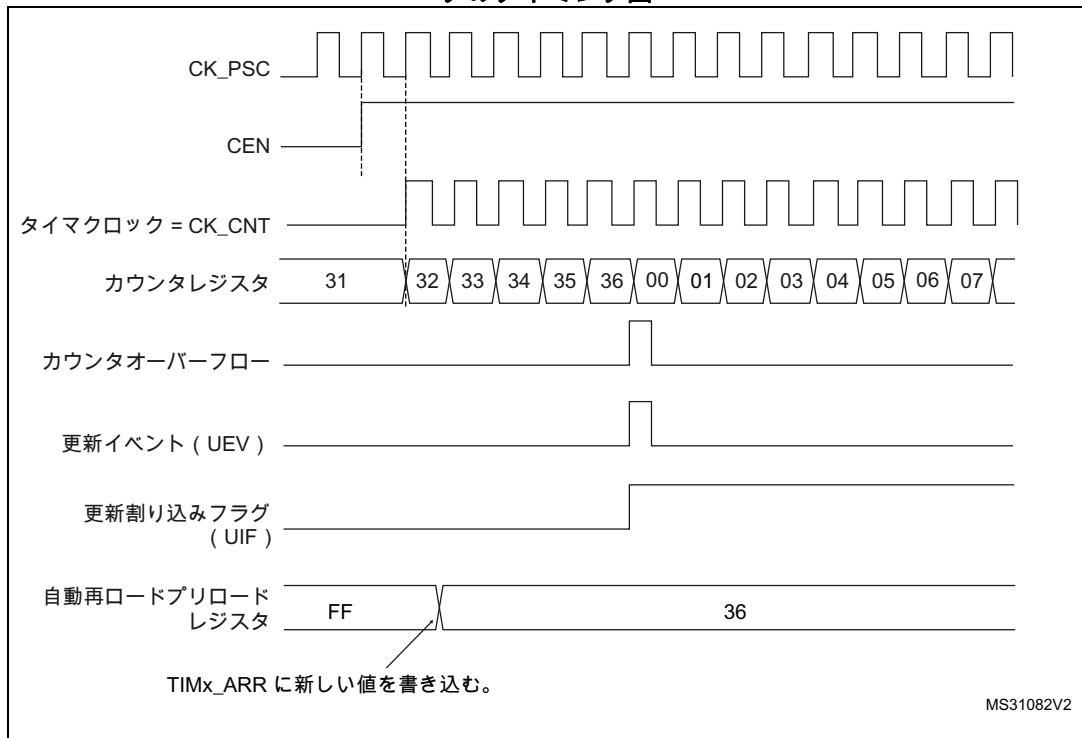 CK_PSC
CEN
タイマクロック = CK_CNT
カウンタレジスタ 31 32 33 34 35 36 00 01 02 03 04 05 06 07
カウンタオーバーフロー
更新イベント ( UEV )
更新割り込みフラグ
( UIF )
自動再ロードプリロード
レジスタ FF 36
TIMx_ARR に新しい値を書き込む。
MS31082V2